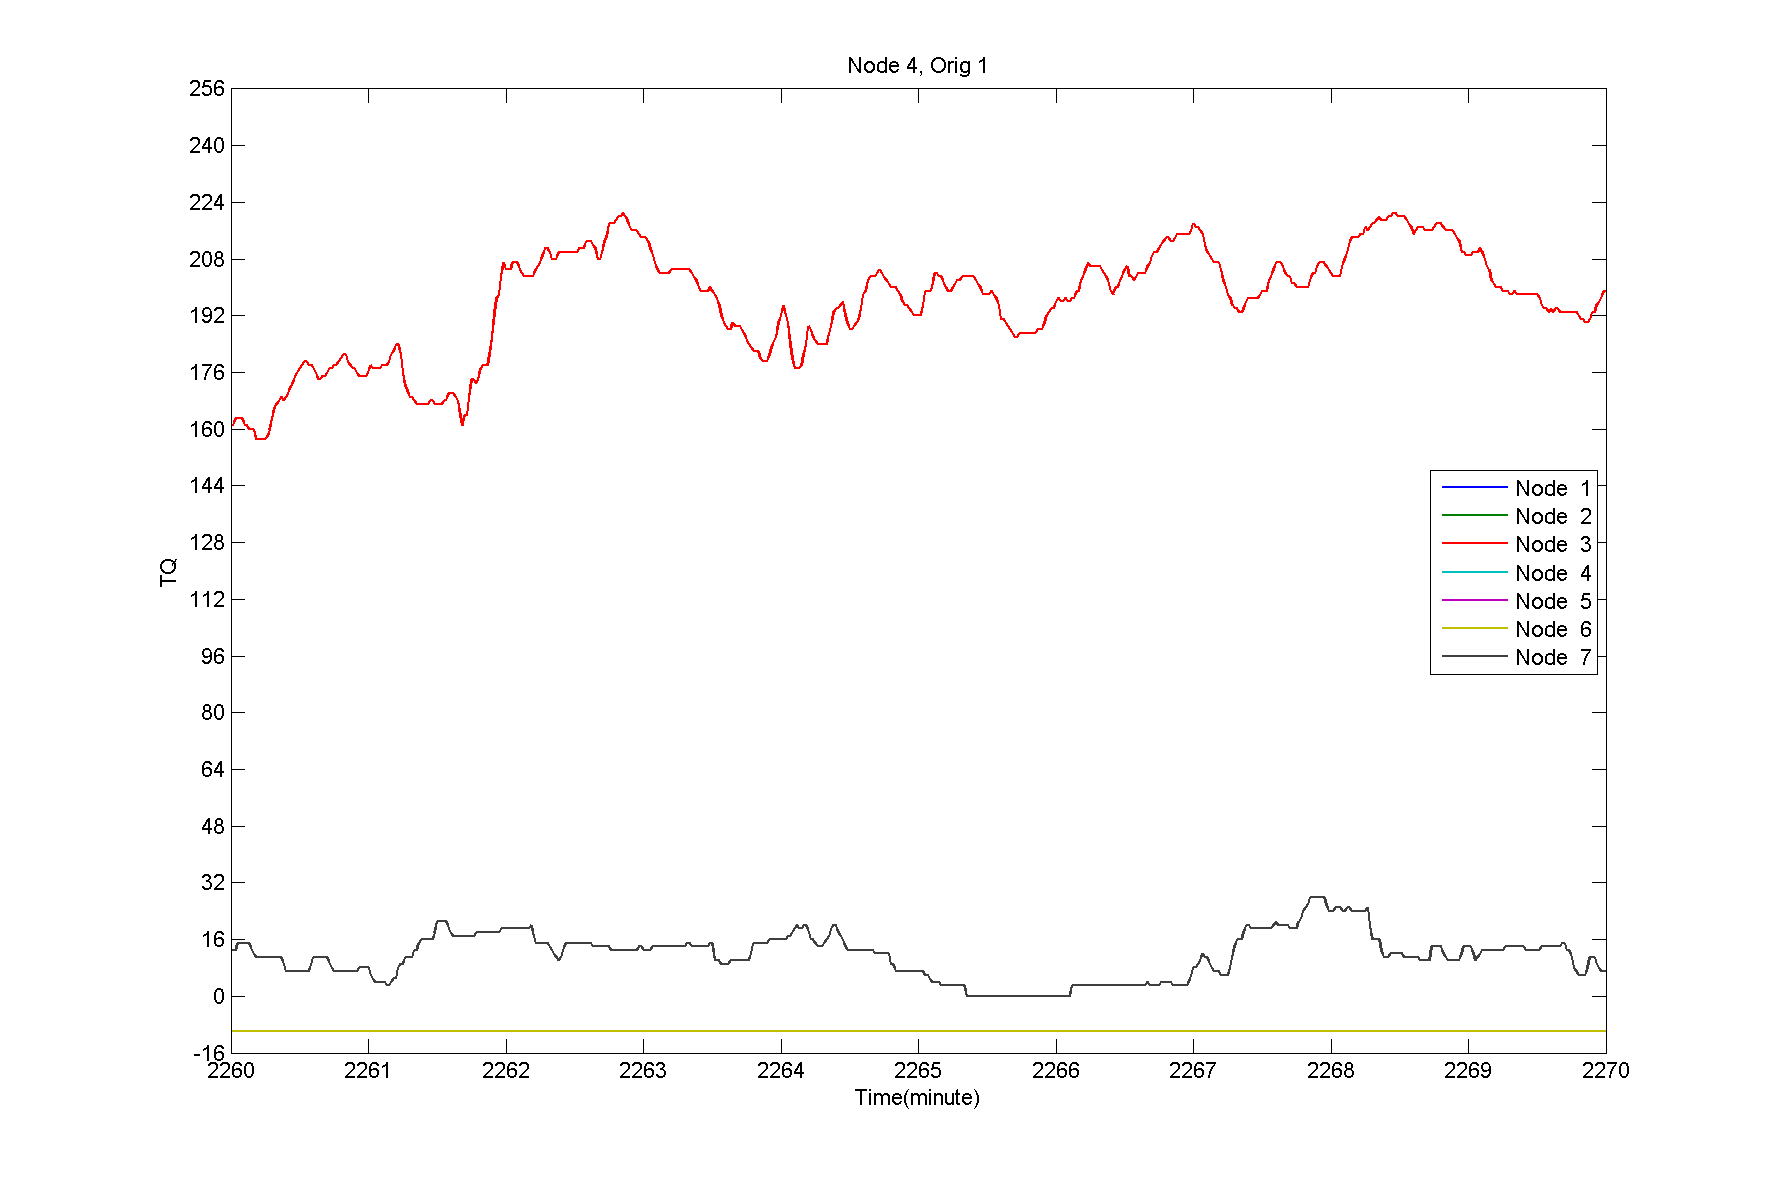 Node 4, Orig 1
256
240
224
208
192
176
160
144
128
112
96
80
64
48
32
16
0
-16
TQ
Node 1
Node 2
Node 3
Node 4
Node 5
Node 6
Node 7
2260 2261 2262 2263 2264 2265 2266 2267 2268 2269 2270
Time(minute)